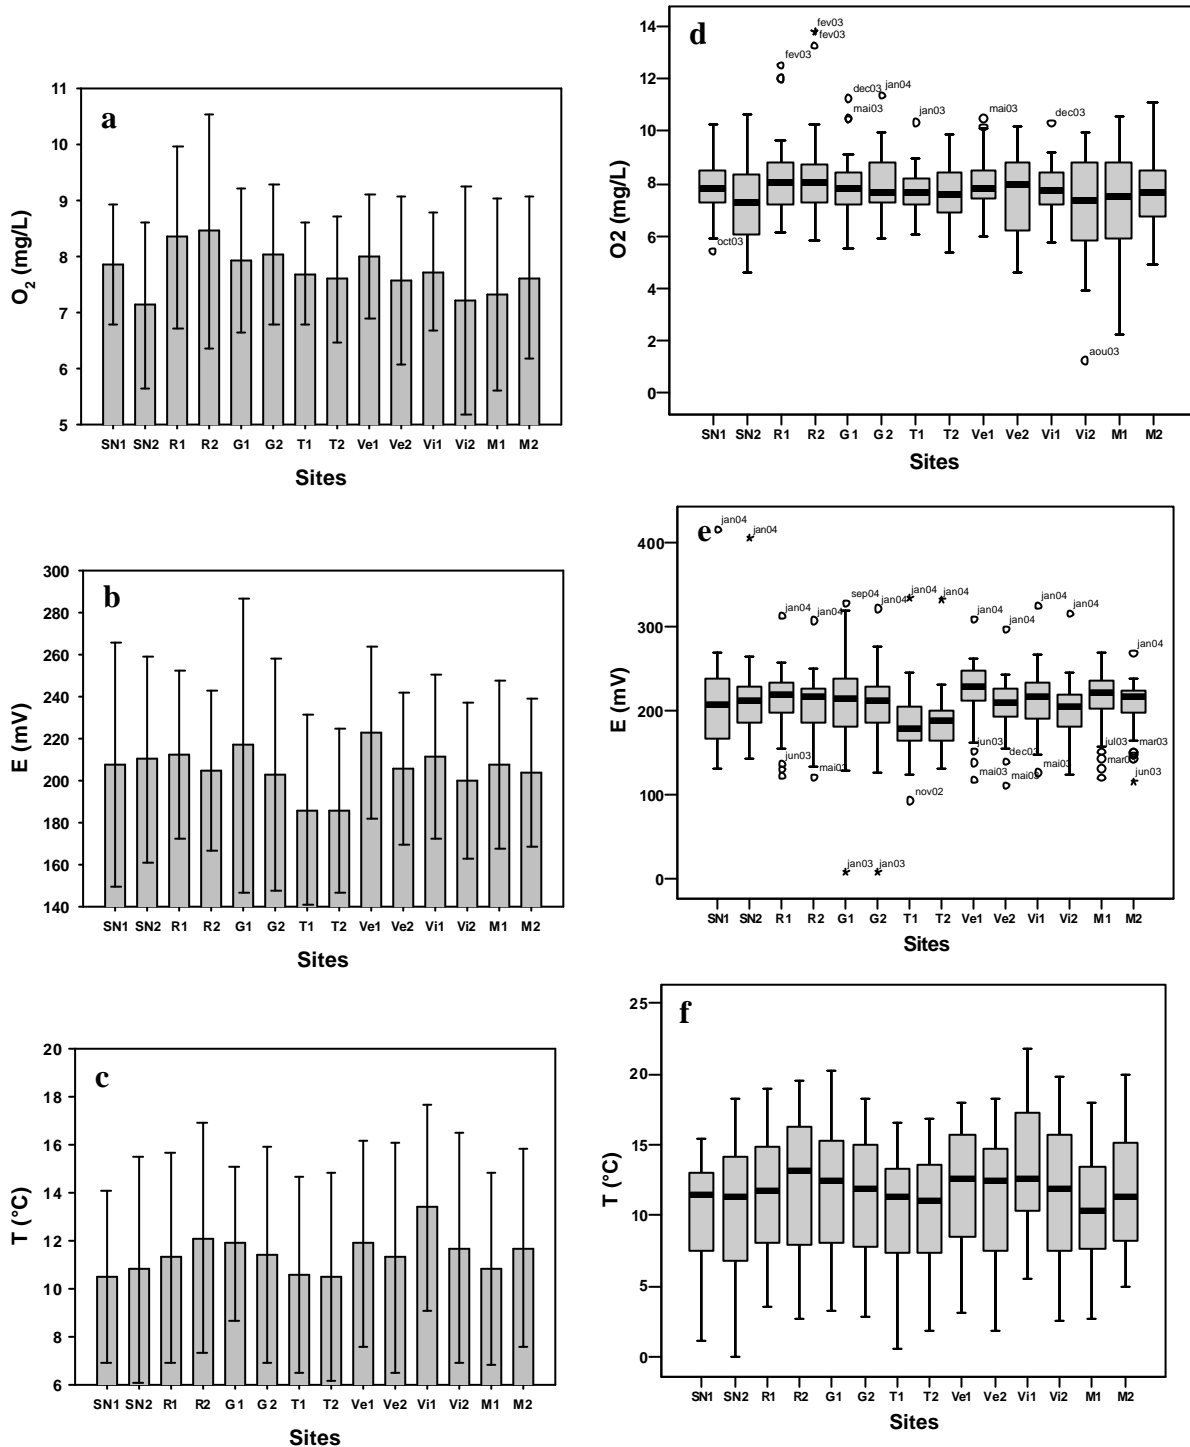 a
11
10
9
8
7
6
5
O2 (mg/L)
SN1 SN2 R1 R2 G1 G2 T1 T2 Ve1 Ve2 Vi1 Vi2 M1 M2
Sites
d
14
12
10
8
6
4
2
0
O2 (mg/L)
fev03
fev03
fev03
dec03
jan04
mai03
jan03
mai03
dec03
oct03
aou03
SN1 SN2 R1 R2 G1 G2 T1 T2 Ve1 Ve2 Vi1 Vi2 M1 M2
Sites
b
300
280
260
240
220
200
180
160
140
E (mV)
SN1 SN2 R1 R2 G1 G2 T1 T2 Ve1 Ve2 Vi1 Vi2 M1 M2
Sites
e
400
300
200
100
0
E (mV)
jan04
jan04
jan04
jan04
sep04
jan04
jan04
jan04
jan04
jan04
jan04
jan04
jan04
jun03
mai03
jan03
jan03
nov02
jun03
mai03
dec02
mai03
mai03
jul03
mar03
mar03
jun03
SN1 SN2 R1 R2 G1 G2 T1 T2 Ve1 Ve2 Vi1 Vi2 M1 M2
Sites
c
20
18
16
14
12
10
8
6
T (°C)
SN1 SN2 R1 R2 G1 G2 T1 T2 Ve1 Ve2 Vi1 Vi2 M1 M2
Sites
f
25
20
15
10
5
0
T (°C)
SN1 SN2 R1 R2 G1 G2 T1 T2 Ve1 Ve2 Vi1 Vi2 M1 M2
Sites